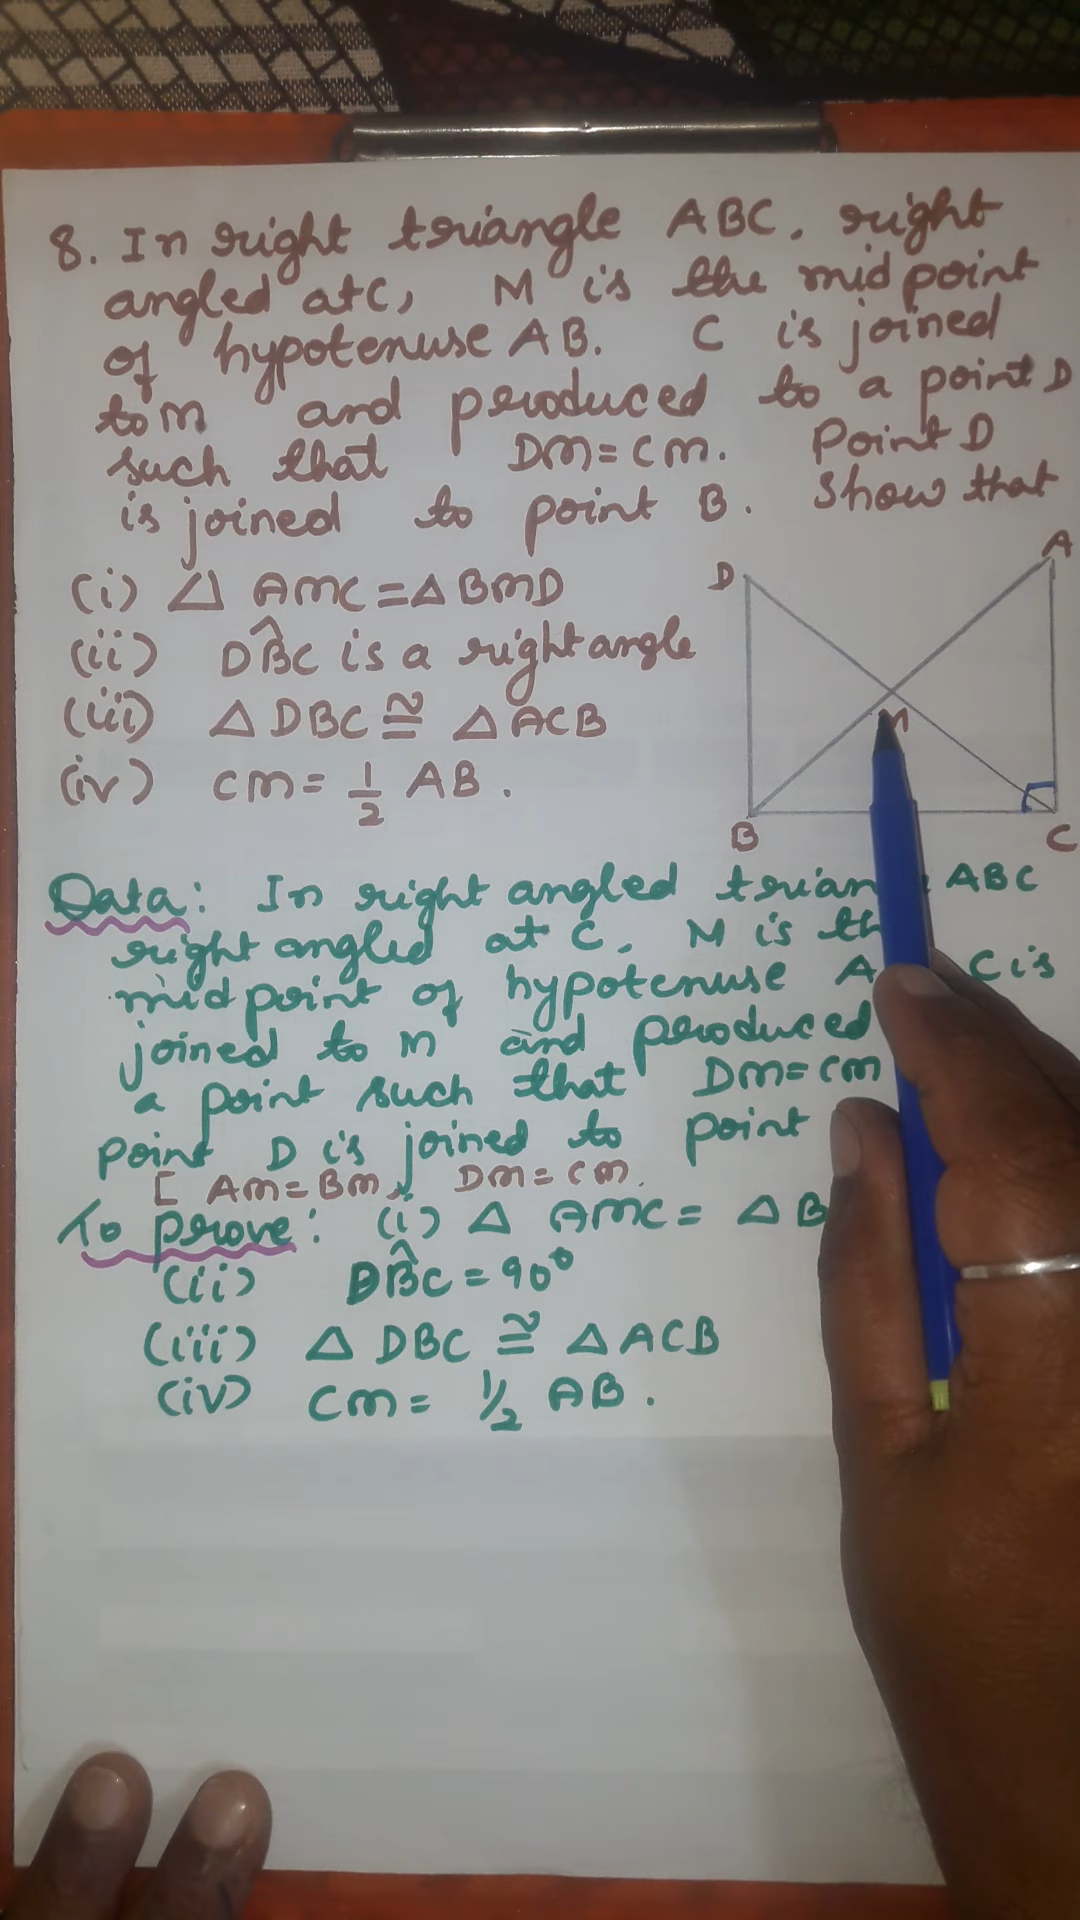 8. In right triangle ABC, right
angled at C, M is the mid point
of hypotenuse AB. C is joined
to M and produced to a point D
such that DM = CM. Point D
is joined to point B. Show that
(i) △ AMC = △ BMD
(ii) DB̂C is a right angle
(iii) △ DBC ≅ △ ACB
(iv) CM = 1/2 AB.
D A
M
B C
Data: In right angled ABC
right angled at C. M is
midpoint of hypotenuse A C is
joined to M and produced
a point such that DM = CM
point D is joined to point
[ AM = BM, DM = CM.
To prove: (i) △ AMC = △ B
(ii) DB̂C = 90°
(iii) △ DBC ≅ △ ACB
(iv) CM = 1/2 AB.